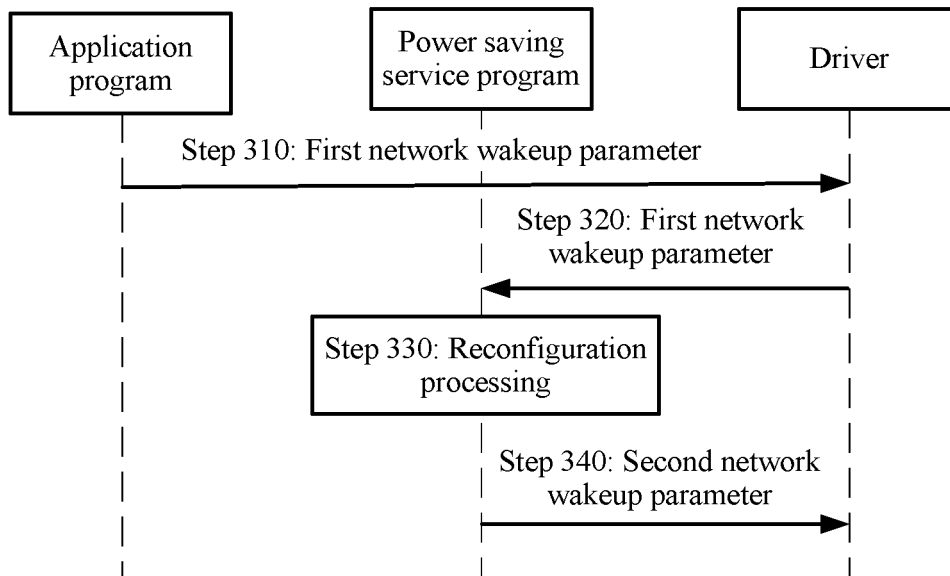 Application
program
Power saving
service program
Driver
Step 310: First network wakeup parameter
Step 320: First network
wakeup parameter
Step 330: Reconfiguration
processing
Step 340: Second network
wakeup parameter